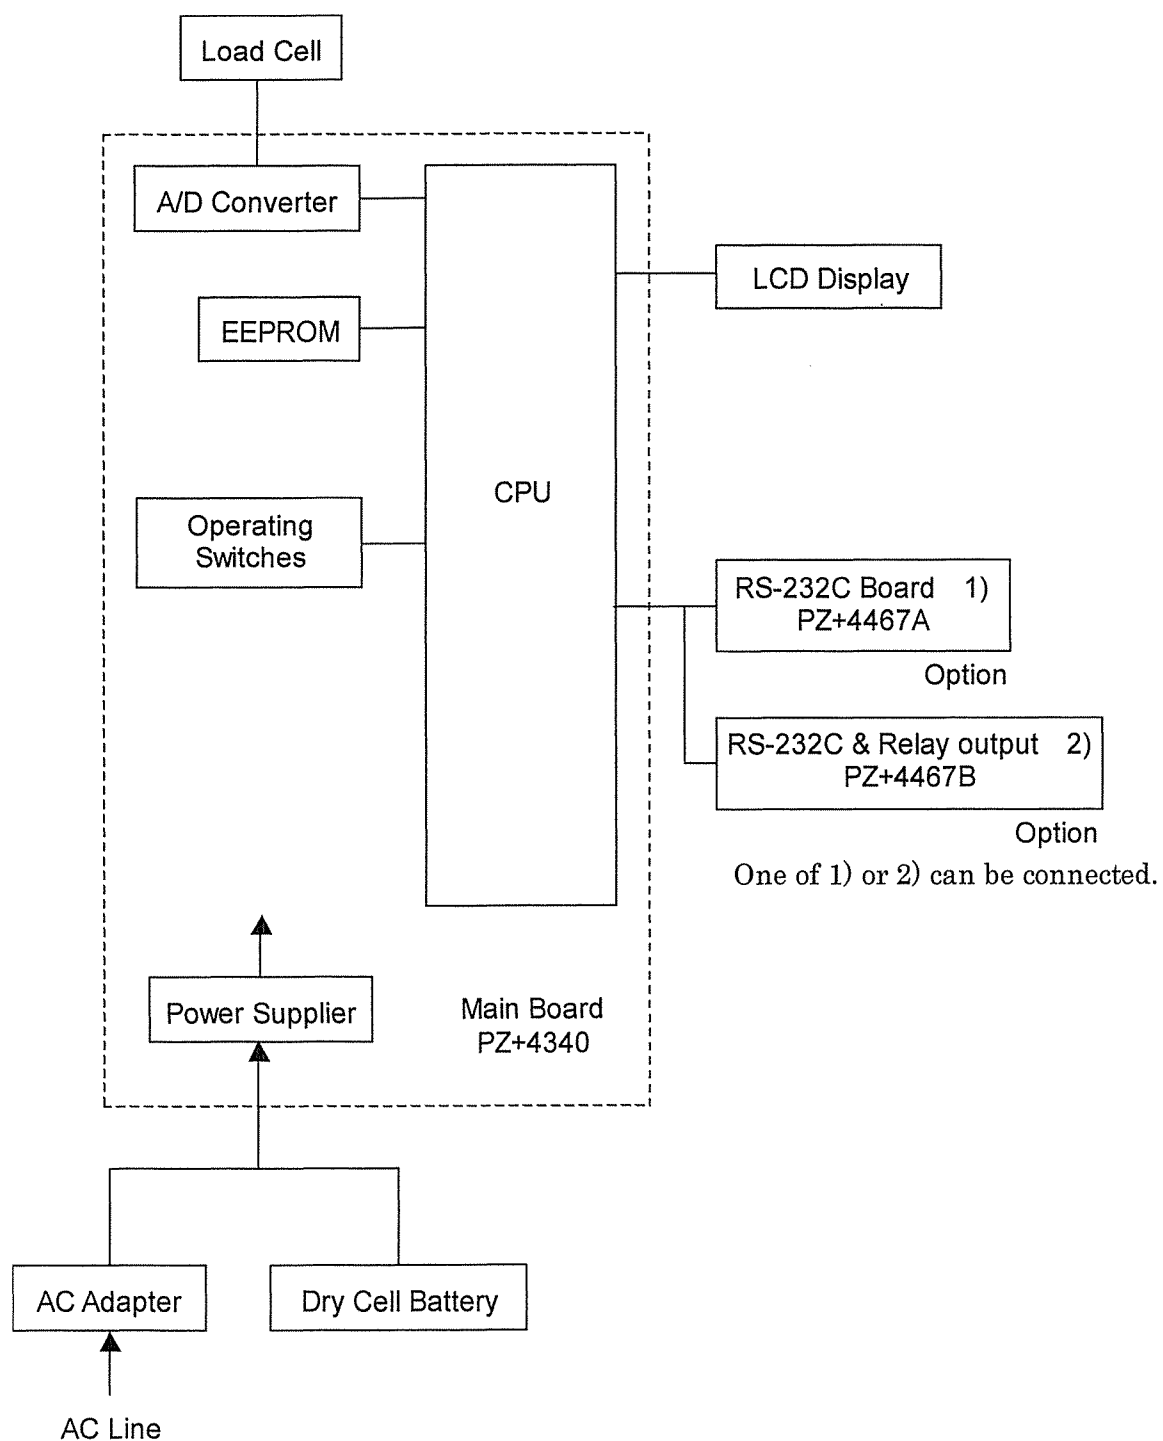 Load Cell
A/D Converter
LCD Display
EEPROM
CPU
Operating
Switches
RS-232C Board 1)
PZ+4467A
Option
RS-232C & Relay output 2)
PZ+4467B
Option
One of 1) or 2) can be connected.
Power Supplier
Main Board
PZ+4340
AC Adapter
Dry Cell Battery
AC Line